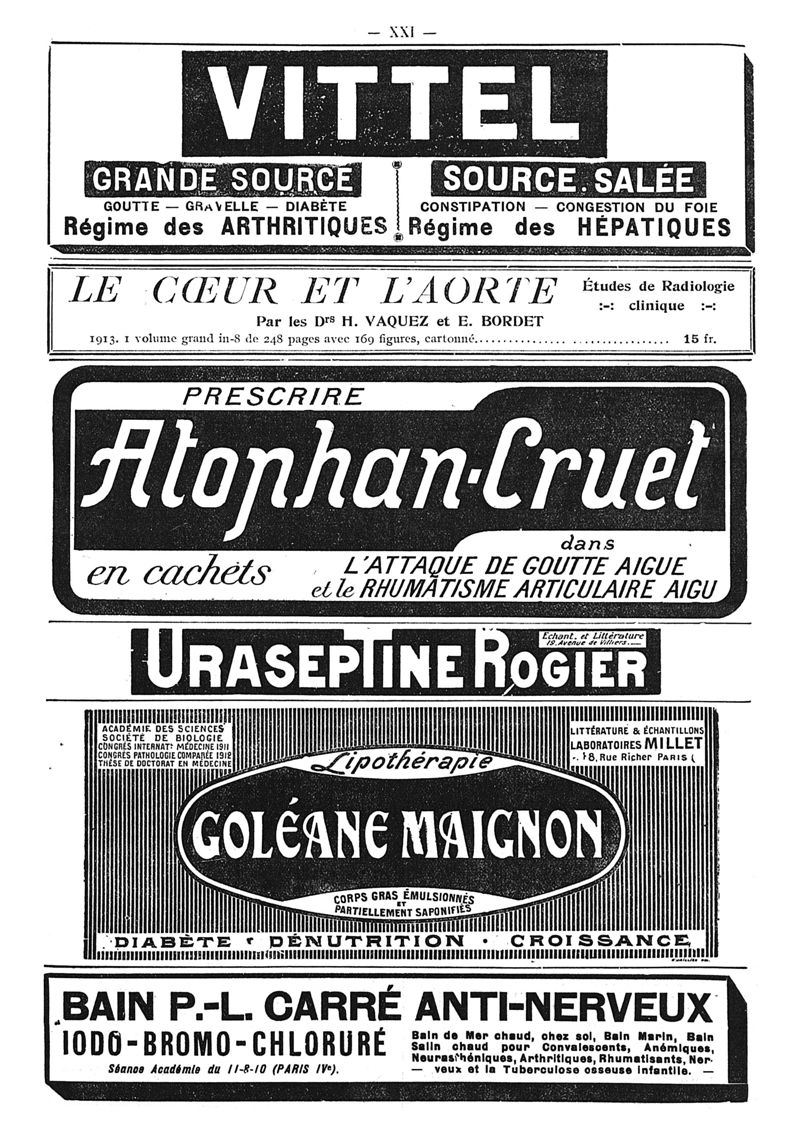 — XXI —
VITTEL
GRANDE SOURCE
GOUTTE — GRAVELLE — DIABÈTE
Régime des ARTHRITIQUES
SOURCE SALÉE
CONSTIPATION — CONGESTION DU FOIE
Régime des HÉPATIQUES
LE CŒUR ET L'AORTE
Études de Radiologie
:-: clinique :-:
Par les Drs H. VAQUEZ et E. BORDET
1913. 1 volume grand in-8 de 248 pages avec 169 figures, cartonné.................................. 15 fr.
PRESCRIRE
Atophan-Cruet
en cachets
dans
L'ATTAQUE DE GOUTTE AIGUE
et le RHUMATISME ARTICULAIRE AIGU
URASEPTINE ROGIER
Echant. et Littérature
19, Avenue de Villiers.
ACADÉMIE DES SCIENCES
SOCIÉTÉ DE BIOLOGIE
CONGRÈS INTERNATL MÉDECINE 1911
CONGRÈS PATHOLOGIE COMPARÉE 1912
THÈSE DE DOCTORAT EN MÉDECINE
LITTÉRATURE & ÉCHANTILLONS
LABORATOIRES MILLET
8, Rue Richer PARIS
Lipothérapie
GOLÉANE MAIGNON
CORPS GRAS ÉMULSIONNÉS
ET
PARTIELLEMENT SAPONIFIÉS
DIABÈTE · DÉNUTRITION · CROISSANCE
BAIN P.-L. CARRÉ ANTI-NERVEUX
IODO-BROMO-CHLORURÉ
Séance Académie du 11-8-10 (PARIS IVe).
Bain de Mer chaud, chez soi, Bain Marin, Bain
Salin chaud pour Convalescents, Anémiques,
Neurasthéniques, Arthritiques, Rhumatisants, Ner-
— veux et la Tuberculose osseuse infantile. —